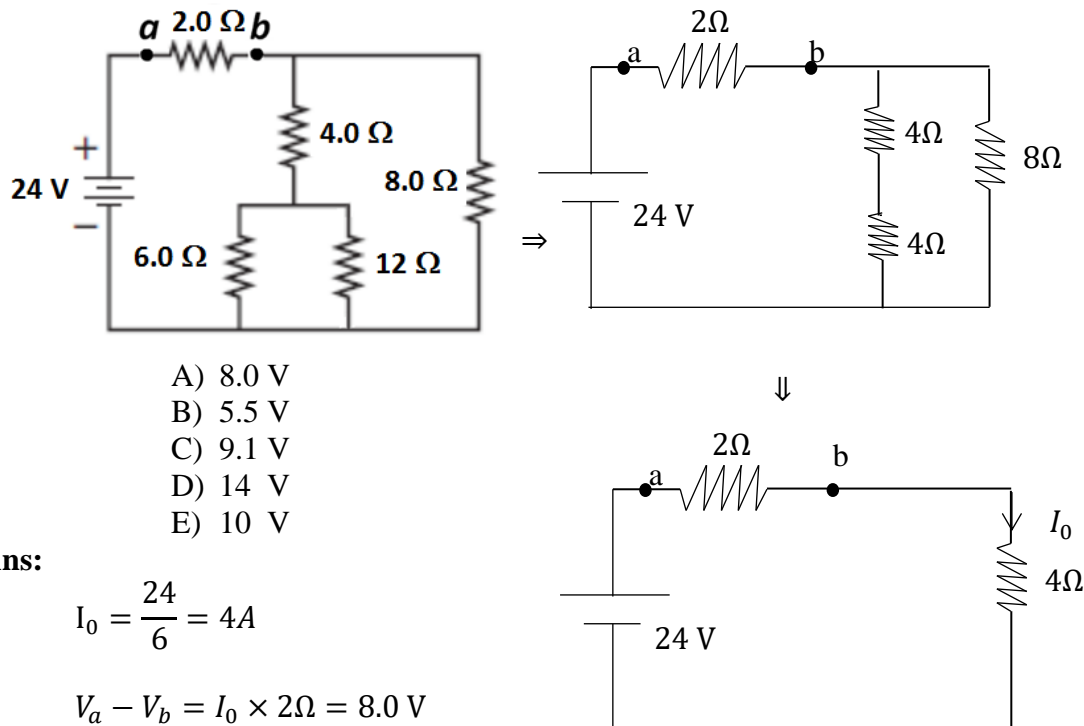 a 2.0 Ω b
4.0 Ω
+
24 V
8.0 Ω
−
6.0 Ω
12 Ω
⇒
2Ω
a
b
4Ω
8Ω
24 V
4Ω
A) 8.0 V
B) 5.5 V
C) 9.1 V
D) 14 V
E) 10 V
⇓
2Ω
a
b
I₀
4Ω
24 V
ns:
I₀ = 24/6 = 4A
Vₐ − V_b = I₀ × 2Ω = 8.0 V